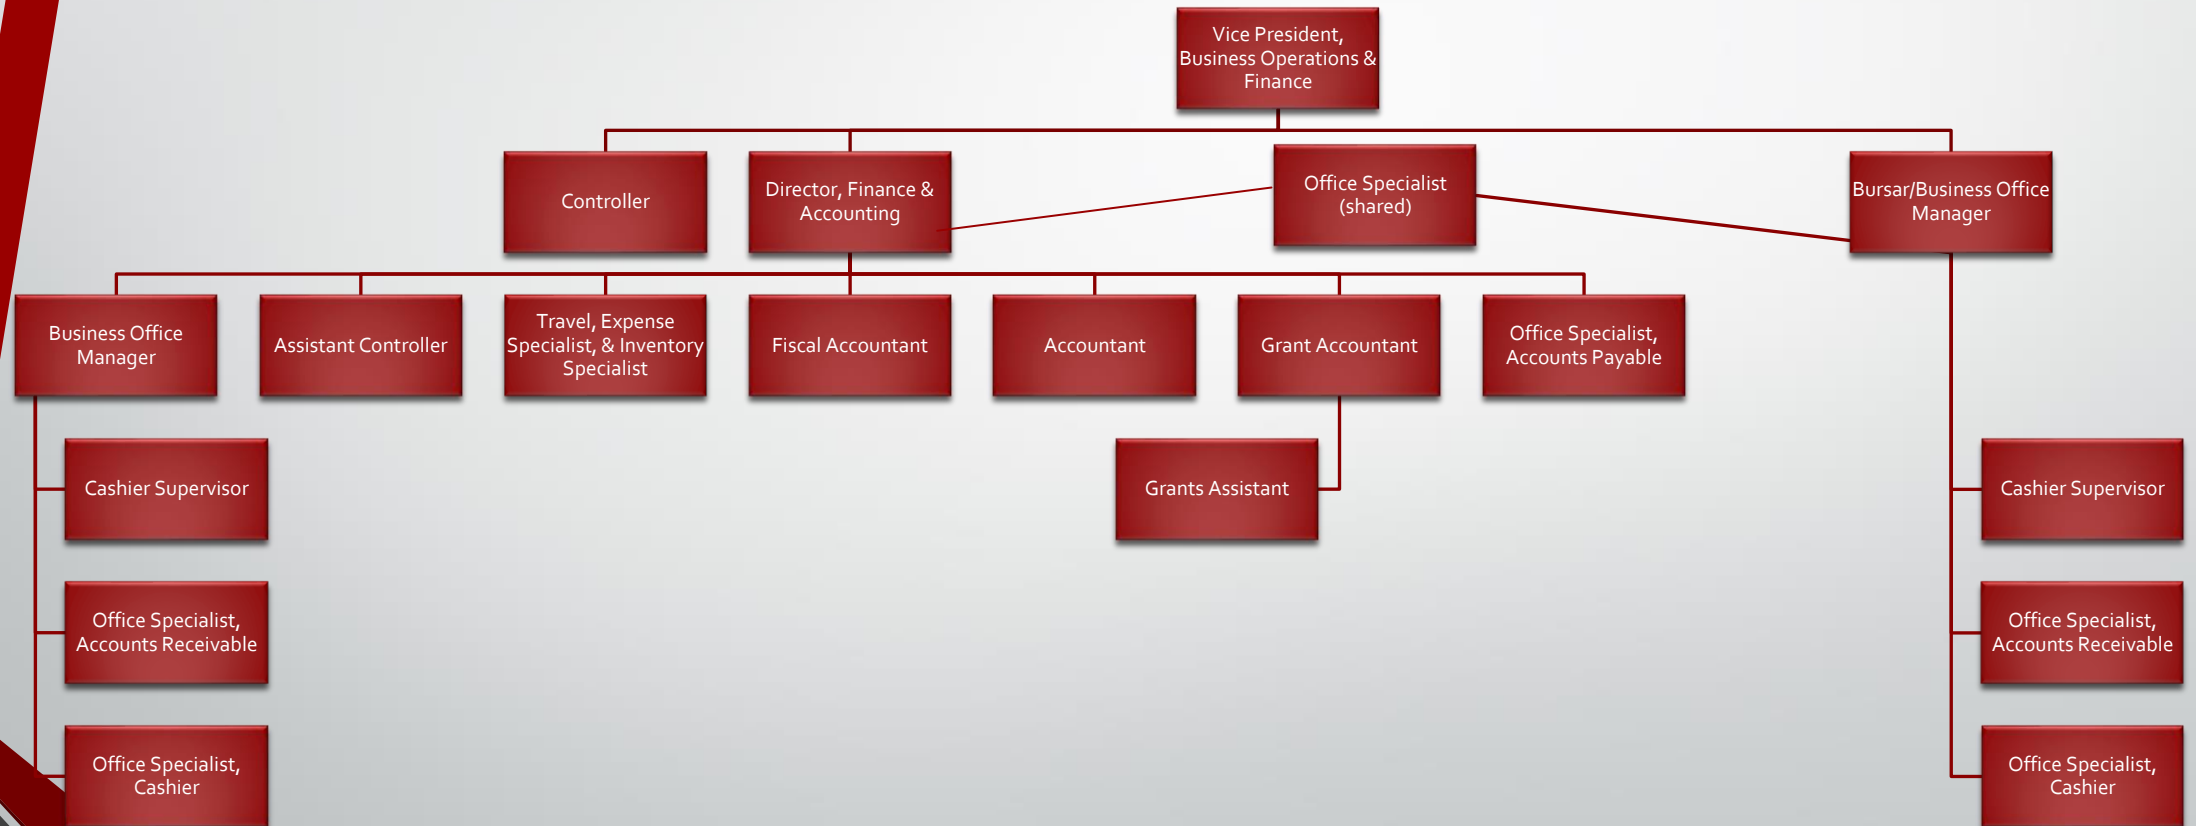 Vice President,
Business Operations &
Finance
Controller
Director, Finance &
Accounting
Office Specialist
(shared)
Bursar/Business Office
Manager
Business Office
Manager
Assistant Controller
Travel, Expense
Specialist, & Inventory
Specialist
Fiscal Accountant
Accountant
Grant Accountant
Office Specialist,
Accounts Payable
Cashier Supervisor
Grants Assistant
Cashier Supervisor
Office Specialist,
Accounts Receivable
Office Specialist,
Accounts Receivable
Office Specialist,
Cashier
Office Specialist,
Cashier